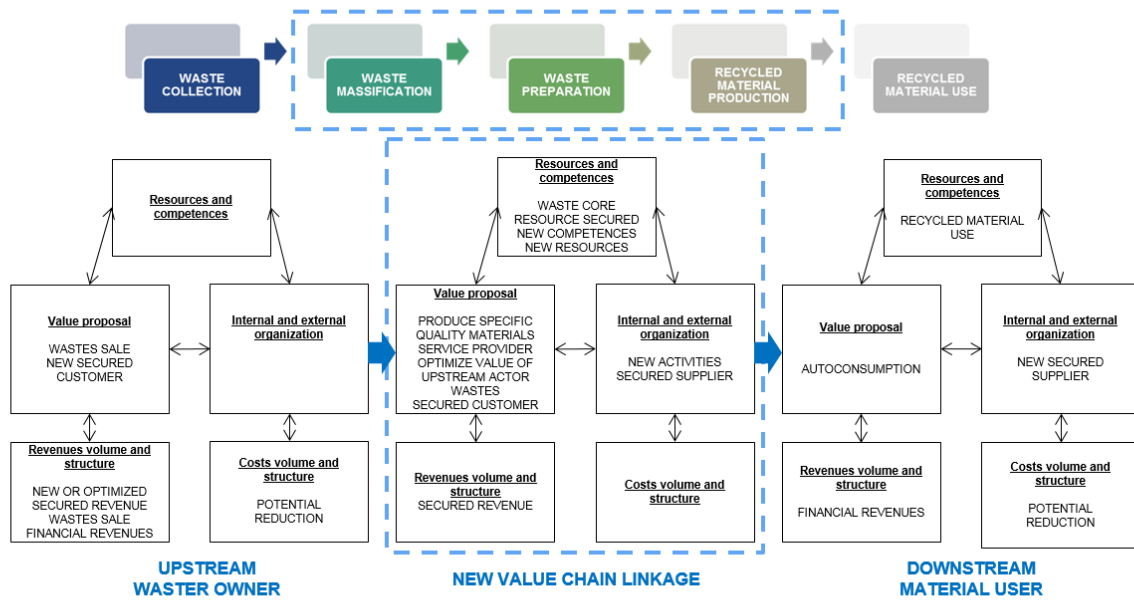 WASTE
COLLECTION
WASTE
MASSIFICATION
WASTE
PREPARATION
RECYCLED
MATERIAL
PRODUCTION
RECYCLED
MATERIAL USE
Resources and
competences
Value proposal
WASTES SALE
NEW SECURED
CUSTOMER
Internal and external
organization
Revenues volume and
structure
NEW OR OPTIMIZED
SECURED REVENUE
WASTES SALE
FINANCIAL REVENUES
Costs volume and
structure
POTENTIAL
REDUCTION
UPSTREAM
WASTER OWNER
Resources and
competences
WASTE CORE
RESOURCE SECURED
NEW COMPETENCES
NEW RESOURCES
Value proposal
PRODUCE SPECIFIC
QUALITY MATERIALS
SERVICE PROVIDER
OPTIMIZE VALUE OF
UPSTREAM ACTOR
WASTES
SECURED CUSTOMER
Internal and external
organization
NEW ACTIVITIES
SECURED SUPPLIER
Revenues volume and
structure
SECURED REVENUE
Costs volume and
structure
NEW VALUE CHAIN LINKAGE
Resources and
competences
RECYCLED MATERIAL
USE
Value proposal
AUTOCONSUMPTION
Internal and external
organization
NEW SECURED
SUPPLIER
Revenues volume and
structure
FINANCIAL REVENUES
Costs volume and
structure
POTENTIAL
REDUCTION
DOWNSTREAM
MATERIAL USER